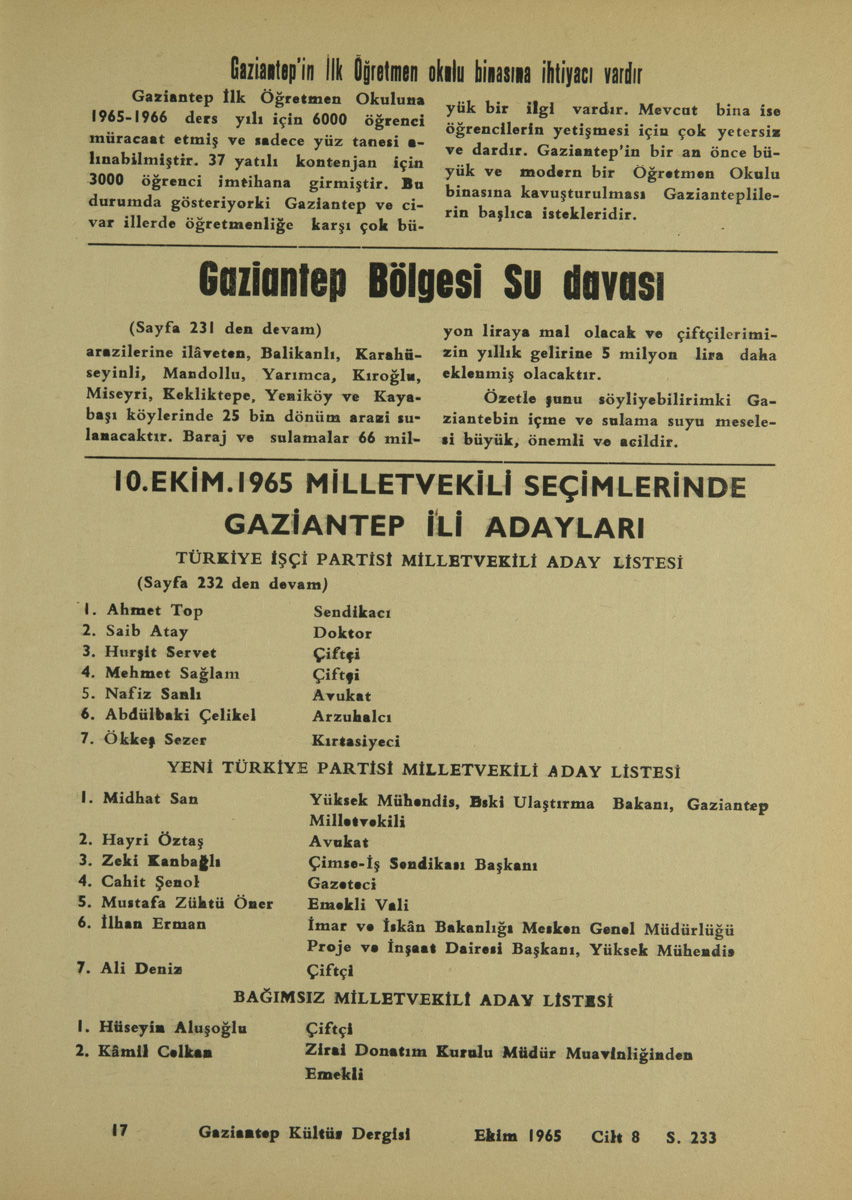 Gaziantep'in İlk Öğretmen okulu binasına ihtiyacı vardır
Gaziantep İlk Öğretmen Okuluna
1965-1966 ders yılı için 6000 öğrenci
müracaat etmiş ve sadece yüz tanesi a-
lınabilmiştir. 37 yatılı kontenjan için
3000 öğrenci imtihana girmiştir. Bu
durumda gösteriyorki Gaziantep ve ci-
var illerde öğretmenliğe karşı çok bü-
yük bir ilgi vardır. Mevcut bina ise
öğrencilerin yetişmesi için çok yetersiz
ve dardır. Gaziantep'in bir an önce bü-
yük ve modern bir Öğretmen Okulu
binasına kavuşturulması Gazianteplile-
rin başlıca istekleridir.
Gaziantep Bölgesi Su davası
(Sayfa 231 den devam)
arazilerine ilâveten, Balikanlı, Karahü-
seyinli, Mandollu, Yarımca, Kıroğlu,
Miseyri, Kekliktepe, Yeniköy ve Kaya-
başı köylerinde 25 bin dönüm arazi su-
lanacaktır. Baraj ve sulamalar 66 mil-
yon liraya mal olacak ve çiftçilerimi-
zin yıllık gelirine 5 milyon lira daha
eklenmiş olacaktır.
Özetle şunu söyliyebilirimki Ga-
ziantebin içme ve sulama suyu mesele-
si büyük, önemli ve acildir.
10.EKİM.1965 MİLLETVEKİLİ SEÇİMLERİNDE
GAZİANTEP İLİ ADAYLARI
TÜRKİYE İŞÇİ PARTİSİ MİLLETVEKİLİ ADAY LİSTESİ
(Sayfa 232 den devam)
1. Ahmet Top Sendikacı
2. Saib Atay Doktor
3. Hurşit Servet Çiftçi
4. Mehmet Sağlam Çiftçi
5. Nafiz Sanlı Avukat
6. Abdülbaki Çelikel Arzuhalcı
7. Ökkeş Sezer Kırtasiyeci
YENİ TÜRKİYE PARTİSİ MİLLETVEKİLİ ADAY LİSTESİ
1. Midhat San Yüksek Mühendis, Eski Ulaştırma Bakanı, Gaziantep
Milletvekili
2. Hayri Öztaş Avukat
3. Zeki Kanbağlı Çimse-İş Sendikası Başkanı
4. Cahit Şenol Gazeteci
5. Mustafa Zühtü Öner Emekli Vali
6. İlhan Erman İmar ve İskân Bakanlığı Mesken Genel Müdürlüğü
Proje ve İnşaat Dairesi Başkanı, Yüksek Mühendis
7. Ali Deniz Çiftçi
BAĞIMSIZ MİLLETVEKİLİ ADAY LİSTESİ
1. Hüseyin Aluşoğlu Çiftçi
2. Kâmil Celkan Zirai Donatım Kurulu Müdür Muavinliğinden
Emekli
17 Gaziantep Kültür Dergisi Ekim 1965 Cilt 8 S. 233